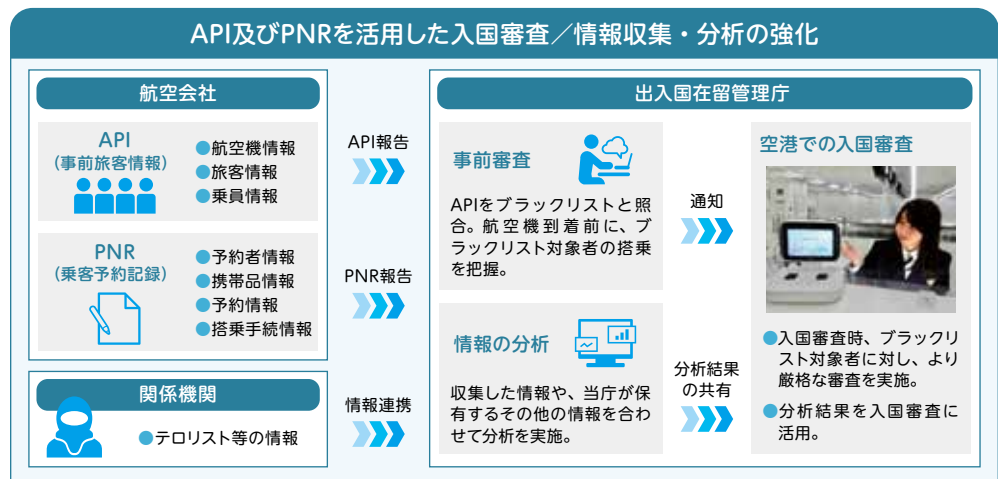 API及びPNRを活用した入国審査／情報収集・分析の強化
航空会社
API
（事前旅客情報）
●航空機情報
●旅客情報
●乗員情報
PNR
（乗客予約記録）
●予約者情報
●携帯品情報
●予約情報
●搭乗手続情報
関係機関
●テロリスト等の情報
API報告
PNR報告
情報連携
出入国在留管理庁
事前審査
APIをブラックリストと照
合。航空機到着前に、ブ
ラックリスト対象者の搭乗
を把握。
情報の分析
収集した情報や、当庁が保
有するその他の情報を合わ
せて分析を実施。
通知
分析結果
の共有
空港での入国審査
●入国審査時、ブラックリ
スト対象者に対し、より
厳格な審査を実施。
●分析結果を入国審査に
活用。